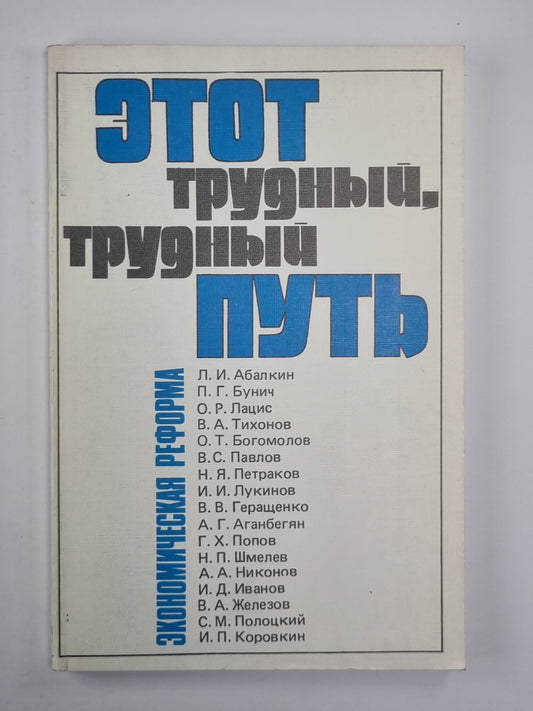 ЭТОТ
трудный,
трудный
ПУТЬ
ЭКОНОМИЧЕСКАЯ РЕФОРМА
Л. И. Абалкин
П. Г. Бунич
О. Р. Лацис
В. А. Тихонов
О. Т. Богомолов
В. С. Павлов
Н. Я. Петраков
И. И. Лукинов
В. В. Геращенко
А. Г. Аганбегян
Г. Х. Попов
Н. П. Шмелев
А. А. Никонов
И. Д. Иванов
В. А. Железов
С. М. Полоцкий
И. П. Коровкин